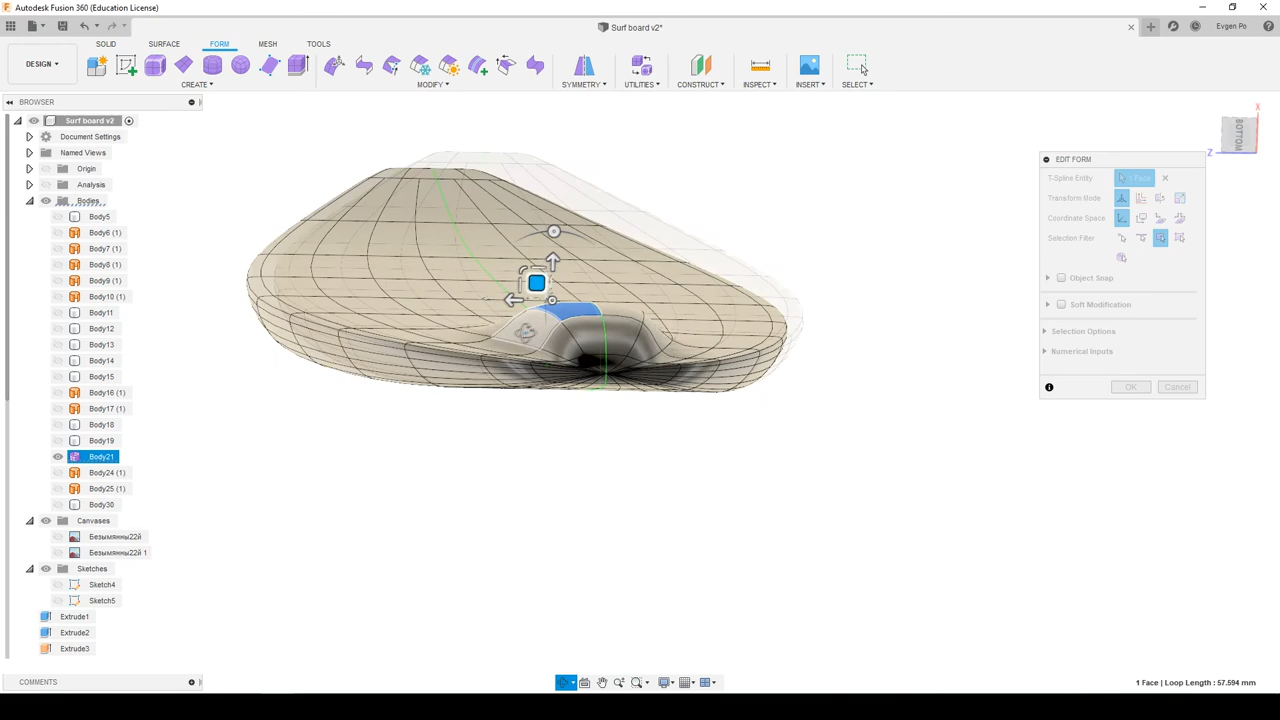 Autodesk Fusion 360 (Education License)
Surf board v2*
Evgen Po
DESIGN
SOLID
SURFACE
FORM
MESH
TOOLS
CREATE
MODIFY
SYMMETRY
UTILITIES
CONSTRUCT
INSPECT
INSERT
SELECT
BROWSER
Surf board v2
Document Settings
Named Views
Origin
Analysis
Bodies
Body5
Body6 (1)
Body7 (1)
Body8 (1)
Body9 (1)
Body10 (1)
Body11
Body12
Body13
Body14
Body15
Body16 (1)
Body17 (1)
Body18
Body19
Body21
Body24 (1)
Body25 (1)
Body30
Canvases
Безымянны22й
Безымянны22й 1
Sketches
Sketch4
Sketch5
Extrude1
Extrude2
Extrude3
COMMENTS
X
BOTTOM
Z
EDIT FORM
T-Spline Entity
1 Face
Transform Mode
Coordinate Space
Selection Filter
Object Snap
Soft Modification
Selection Options
Numerical Inputs
OK
Cancel
1 Face | Loop Length : 57.594 mm